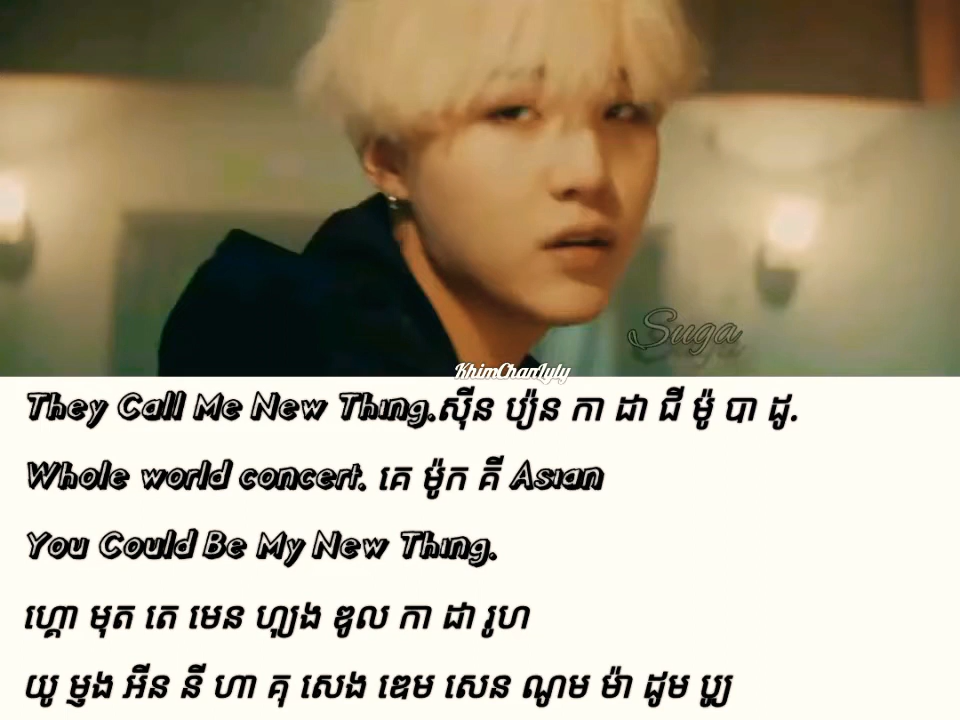 Suga
KhimChanLyly
They Call Me New Thing.ស៊ីន ប្យ៉ន កា ដា ជី ម៉ូ បា ដូ.
Whole world concert. គេ ម៉ូក គី Asian
You Could Be My New Thing.
ហ្គោ មុត តេ មេន ហ្យុង ឌូល កា ដា រូហ
យូ ម្ញុង អ៊ីន នី ហា គុ សេង ឌេម សេន ណូម ម៉ា ដូម